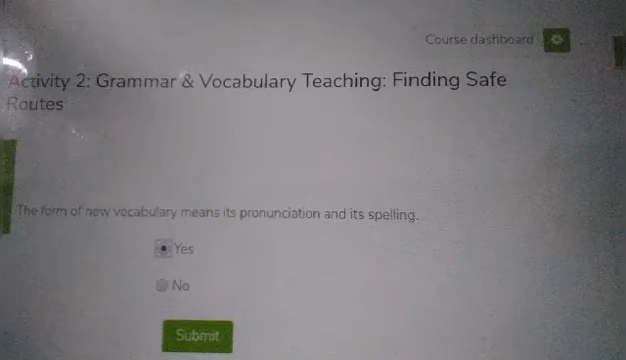 Course dashboard
Activity 2: Grammar & Vocabulary Teaching: Finding Safe
Routes
The form of new vocabulary means its pronunciation and its spelling.
Yes
No
Submit